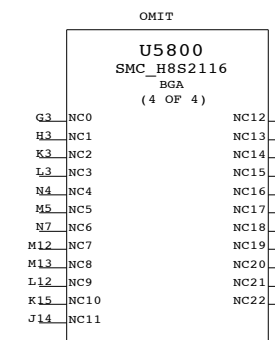 OMIT
U5800
SMC_H8S2116
BGA
(4 OF 4)
G3 NC0 NC12
H3 NC1 NC13
K3 NC2 NC14
L3 NC3 NC15
N4 NC4 NC16
M5 NC5 NC17
N7 NC6 NC18
M12 NC7 NC19
M13 NC8 NC20
L12 NC9 NC21
K15 NC10 NC22
J14 NC11